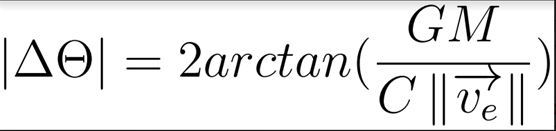 |ΔΘ| = 2arctan(GM / C ‖v⃗ₑ‖)